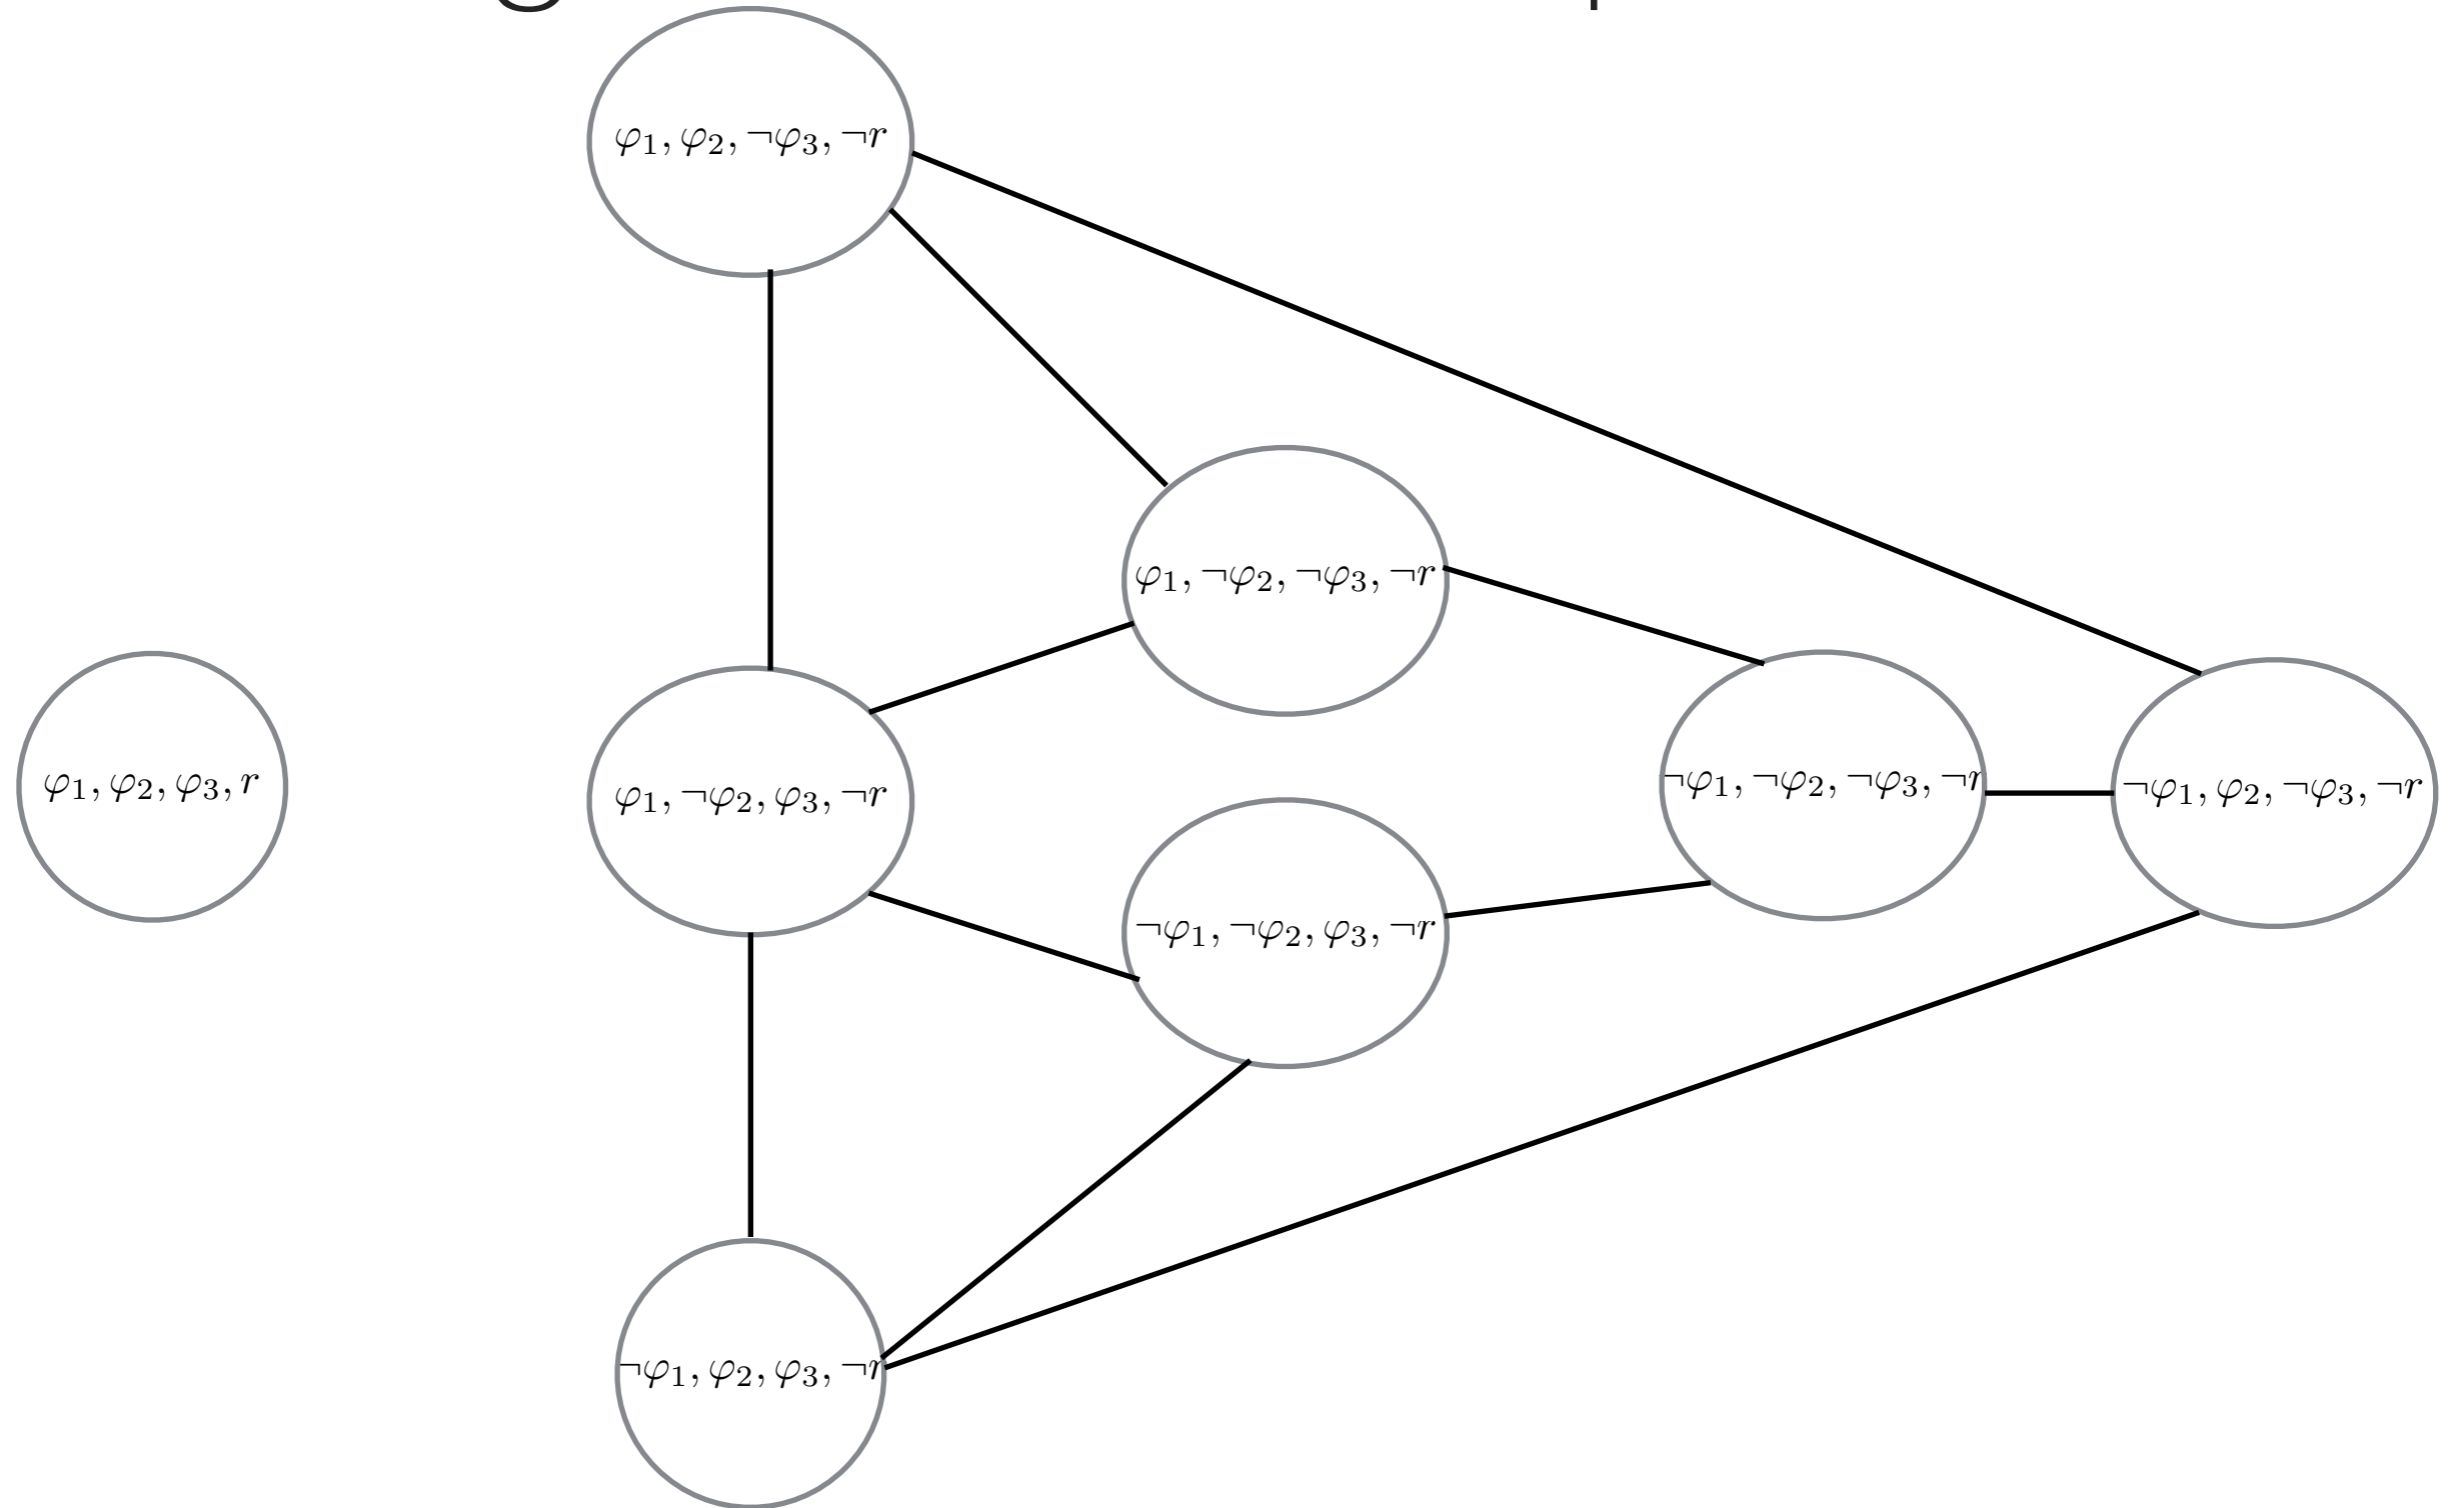 φ1, φ2, ¬φ3, ¬r
φ1, ¬φ2, ¬φ3, ¬r
φ1, φ2, φ3, r
φ1, ¬φ2, φ3, ¬r
¬φ1, ¬φ2, ¬φ3, ¬r
¬φ1, φ2, ¬φ3, ¬r
¬φ1, ¬φ2, φ3, ¬r
¬φ1, φ2, φ3, ¬r